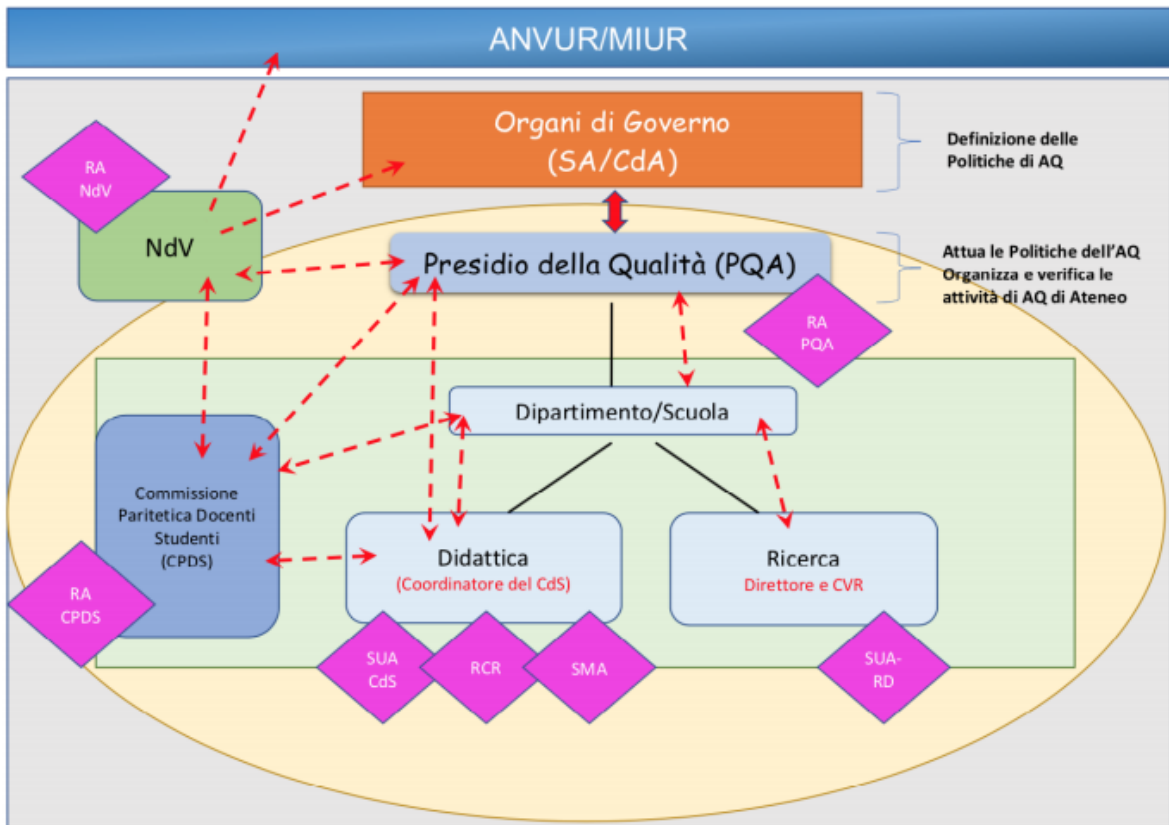 ANVUR/MIUR
Organi di Governo
(SA/CdA)
Definizione delle
Politiche di AQ
RA
NdV
NdV
Presidio della Qualità (PQA)
Attua le Politiche dell'AQ
Organizza e verifica le
attività di AQ di Ateneo
RA
PQA
Dipartimento/Scuola
Commissione
Paritetica Docenti
Studenti
(CPDS)
Didattica
(Coordinatore del CdS)
Ricerca
Direttore e CVR
RA
CPDS
SUA
CdS
RCR
SMA
SUA-
RD